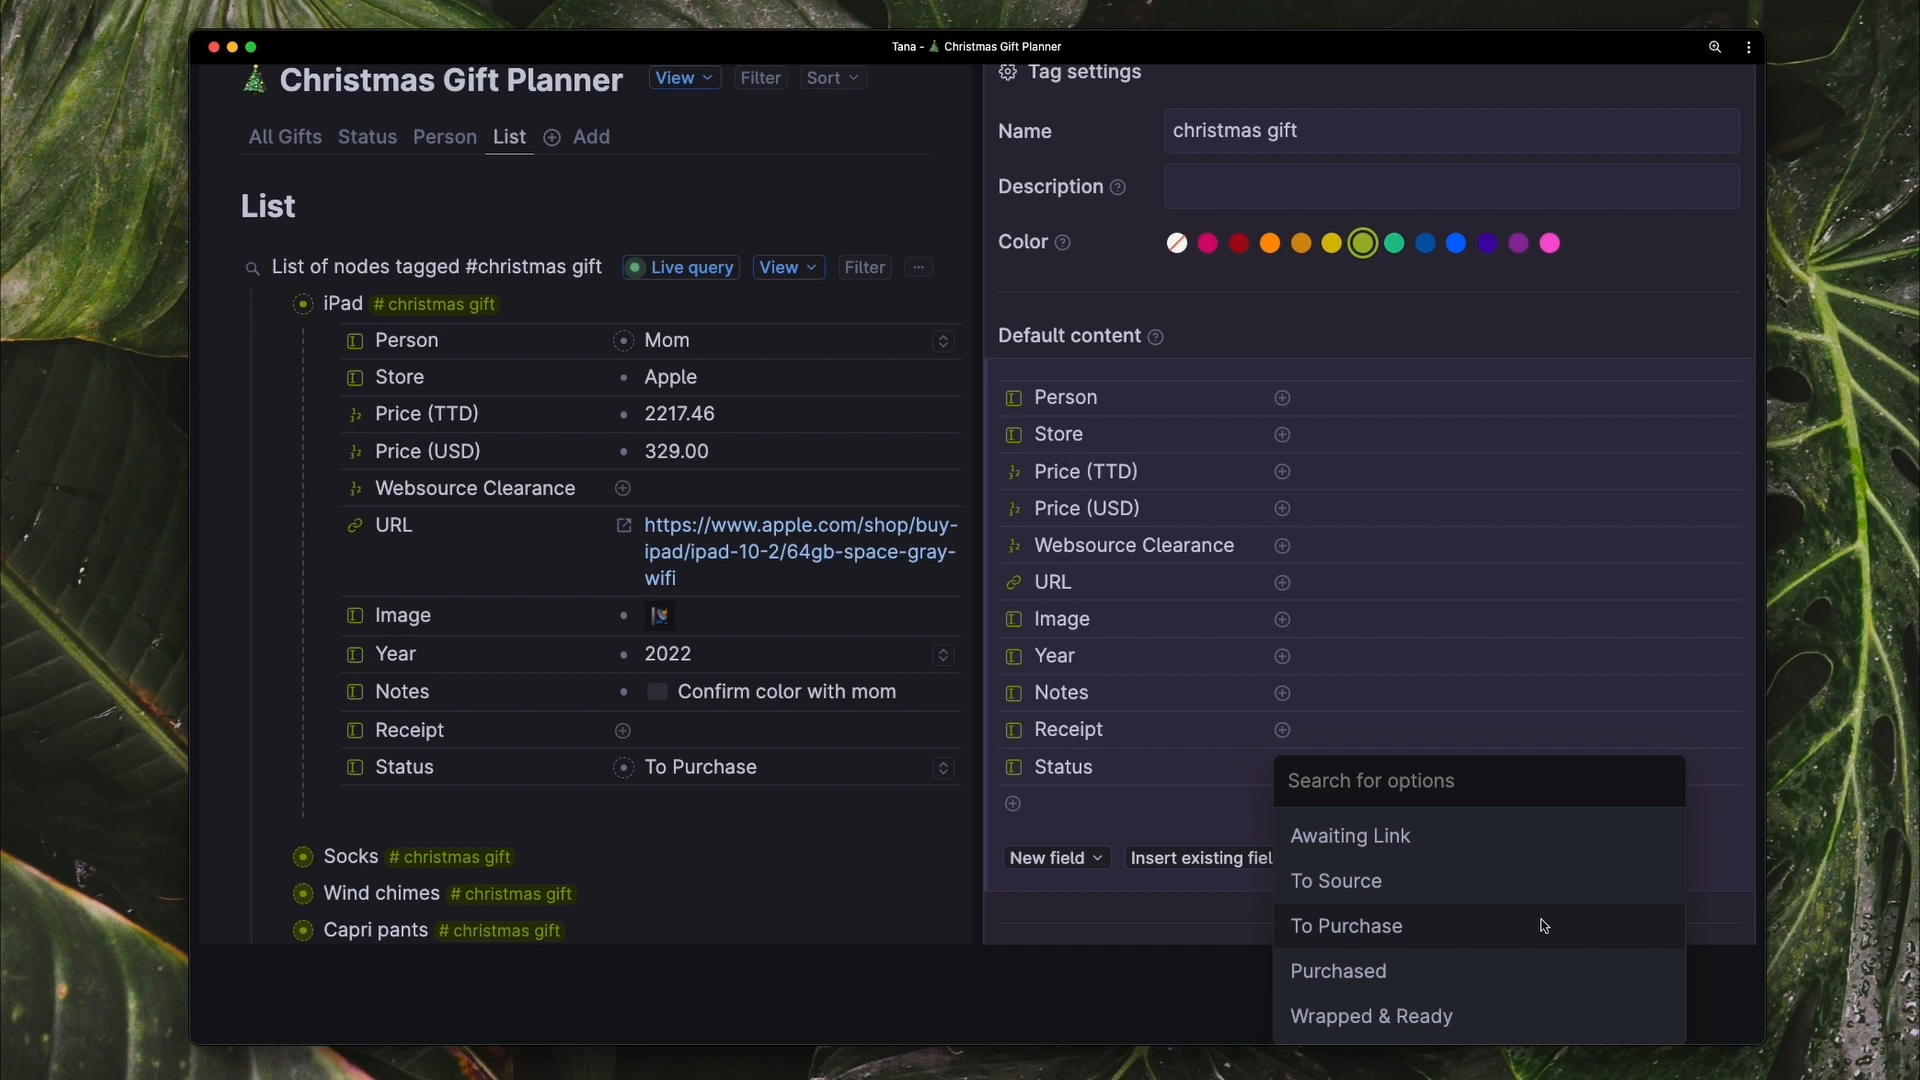 Tana - 🎄 Christmas Gift Planner
🎄 Christmas Gift Planner View Filter Sort
All Gifts Status Person List Add
List
List of nodes tagged #christmas gift Live query View Filter ...
iPad # christmas gift
Person Mom
Store Apple
Price (TTD) 2217.46
Price (USD) 329.00
Websource Clearance
URL https://www.apple.com/shop/buy-
ipad/ipad-10-2/64gb-space-gray-
wifi
Image
Year 2022
Notes Confirm color with mom
Receipt
Status To Purchase
Socks # christmas gift
Wind chimes # christmas gift
Capri pants # christmas gift
Tag settings
Name christmas gift
Description
Color
Default content
Person
Store
Price (TTD)
Price (USD)
Websource Clearance
URL
Image
Year
Notes
Receipt
Status
New field Insert existing fiel
Search for options
Awaiting Link
To Source
To Purchase
Purchased
Wrapped & Ready